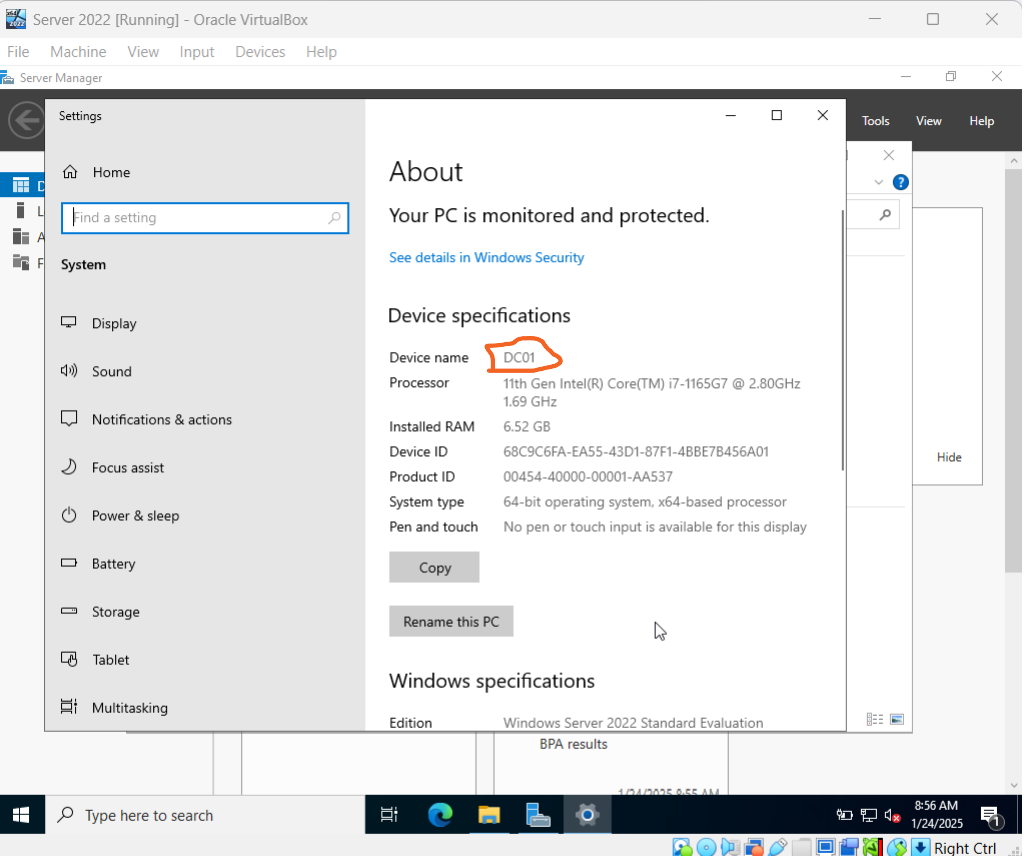 Server 2022 [Running] - Oracle VirtualBox
File Machine View Input Devices Help
Server Manager
Tools View Help
Settings
Home
Find a setting
System
Display
Sound
Notifications & actions
Focus assist
Power & sleep
Battery
Storage
Tablet
Multitasking
About
Your PC is monitored and protected.
See details in Windows Security
Device specifications
Device name DC01
Processor 11th Gen Intel(R) Core(TM) i7-1165G7 @ 2.80GHz
1.69 GHz
Installed RAM 6.52 GB
Device ID 68C9C6FA-EA55-43D1-87F1-4BBE7B456A01
Product ID 00454-40000-00001-AA537
System type 64-bit operating system, x64-based processor
Pen and touch No pen or touch input is available for this display
Copy
Rename this PC
Windows specifications
Edition Windows Server 2022 Standard Evaluation
Hide
BPA results
1/24/2025 8:55 AM
Type here to search
8:56 AM
1/24/2025
1
Right Ctrl